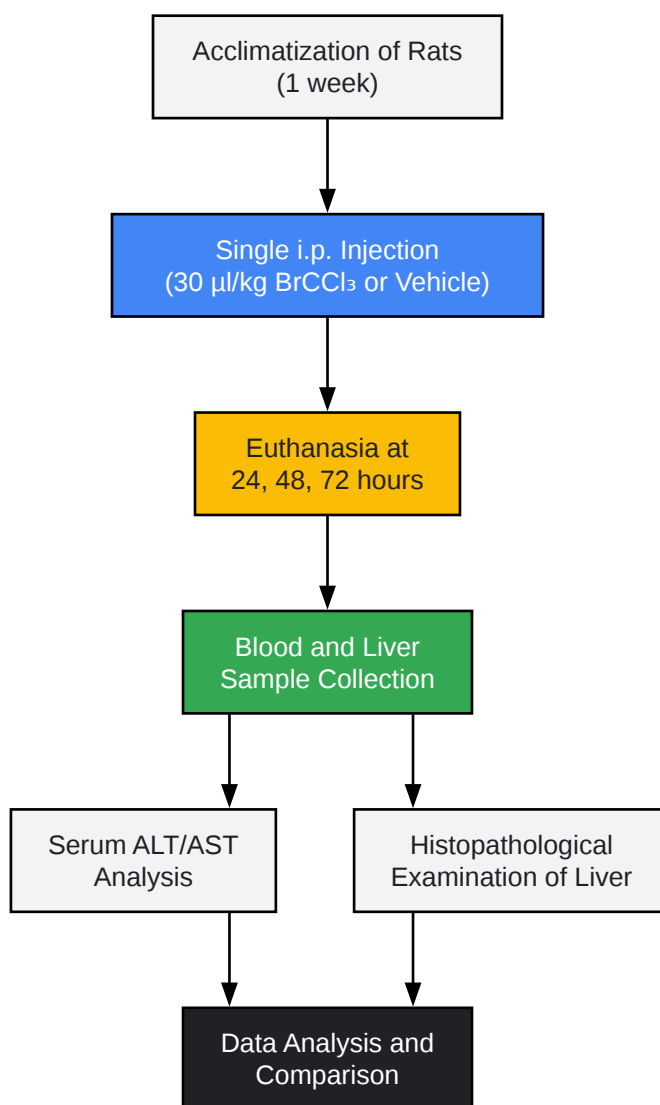 Acclimatization of Rats
(1 week)
Single i.p. Injection
(30 µl/kg BrCCl₃ or Vehicle)
Euthanasia at
24, 48, 72 hours
Blood and Liver
Sample Collection
Serum ALT/AST
Analysis
Histopathological
Examination of Liver
Data Analysis and
Comparison